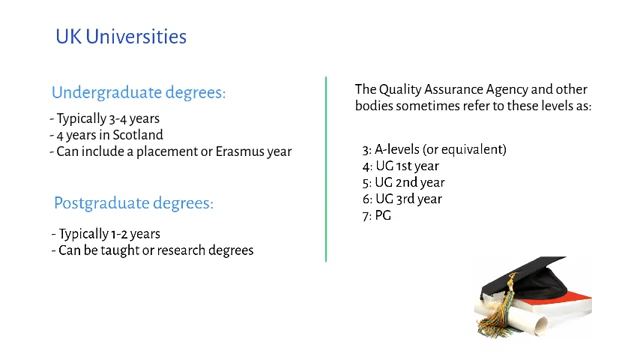 UK Universities
Undergraduate degrees:
- Typically 3-4 years
- 4 years in Scotland
- Can include a placement or Erasmus year
Postgraduate degrees:
- Typically 1-2 years
- Can be taught or research degrees
The Quality Assurance Agency and other
bodies sometimes refer to these levels as:
3: A-levels (or equivalent)
4: UG 1st year
5: UG 2nd year
6: UG 3rd year
7: PG